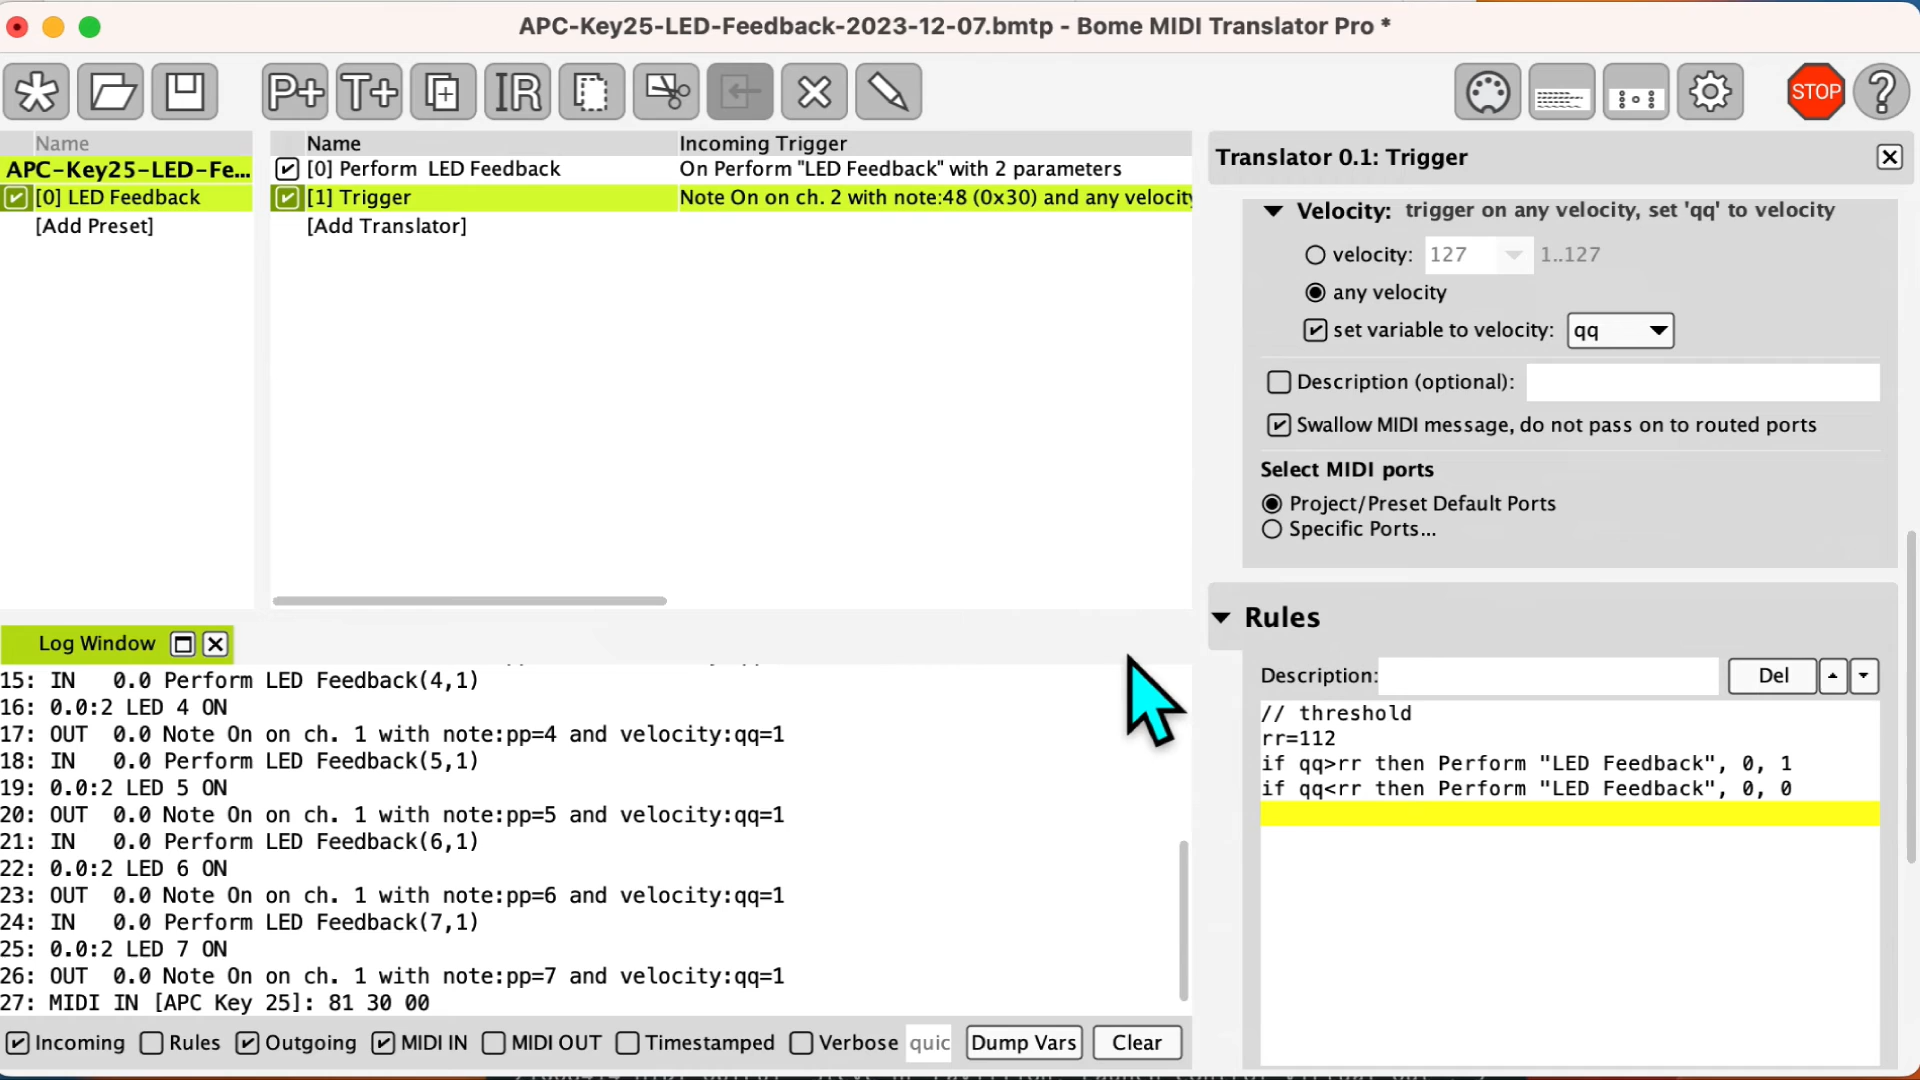 APC-Key25-LED-Feedback-2023-12-07.bmtp - Bome MIDI Translator Pro *
P+ T+ IR STOP ?
Name
APC-Key25-LED-Fe...
[0] LED Feedback
[Add Preset]
Name Incoming Trigger
[0] Perform  LED Feedback On Perform "LED Feedback" with 2 parameters
[1] Trigger Note On on ch. 2 with note:48 (0x30) and any velocity
[Add Translator]
Translator 0.1: Trigger
Velocity: trigger on any velocity, set 'qq' to velocity
velocity: 127 1..127
any velocity
set variable to velocity: qq
Description (optional):
Swallow MIDI message, do not pass on to routed ports
Select MIDI ports
Project/Preset Default Ports
Specific Ports...
Rules
Description: Del
// threshold
rr=112
if qq>rr then Perform "LED Feedback", 0, 1
if qq<rr then Perform "LED Feedback", 0, 0
Log Window
15: IN   0.0 Perform LED Feedback(4,1)
16: 0.0:2 LED 4 ON
17: OUT  0.0 Note On on ch. 1 with note:pp=4 and velocity:qq=1
18: IN   0.0 Perform LED Feedback(5,1)
19: 0.0:2 LED 5 ON
20: OUT  0.0 Note On on ch. 1 with note:pp=5 and velocity:qq=1
21: IN   0.0 Perform LED Feedback(6,1)
22: 0.0:2 LED 6 ON
23: OUT  0.0 Note On on ch. 1 with note:pp=6 and velocity:qq=1
24: IN   0.0 Perform LED Feedback(7,1)
25: 0.0:2 LED 7 ON
26: OUT  0.0 Note On on ch. 1 with note:pp=7 and velocity:qq=1
27: MIDI IN [APC Key 25]: 81 30 00
Incoming Rules Outgoing MIDI IN MIDI OUT Timestamped Verbose quic Dump Vars Clear